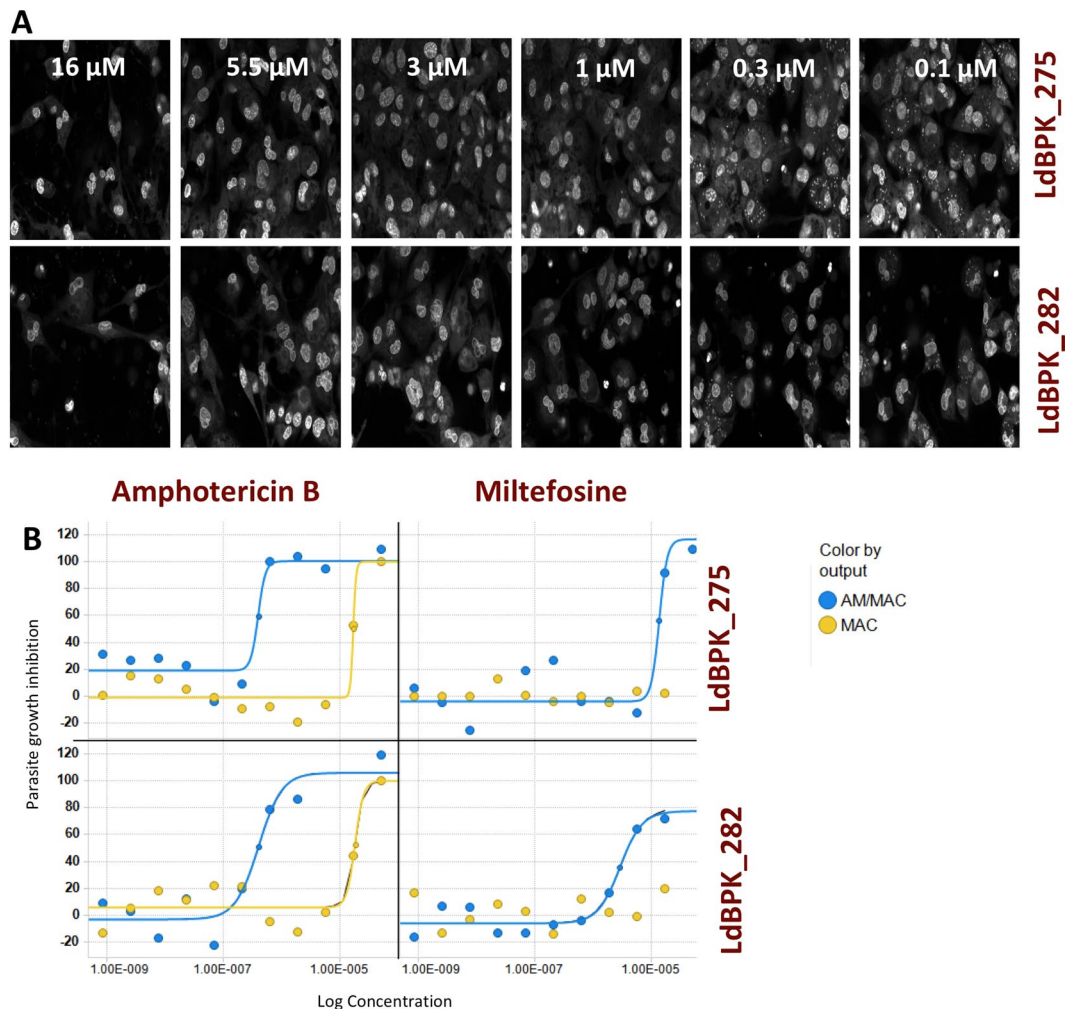 A
16 µM
5.5 µM
3 µM
1 µM
0.3 µM
0.1 µM
LdBPK_275
LdBPK_282
Amphotericin B
Miltefosine
B
120
100
80
60
40
20
0
-20
LdBPK_275
Color by
output
AM/MAC
MAC
Parasite growth inhibition
120
100
80
60
40
20
0
-20
LdBPK_282
1.00E-009
1.00E-007
1.00E-005
1.00E-009
1.00E-007
1.00E-005
Log Concentration